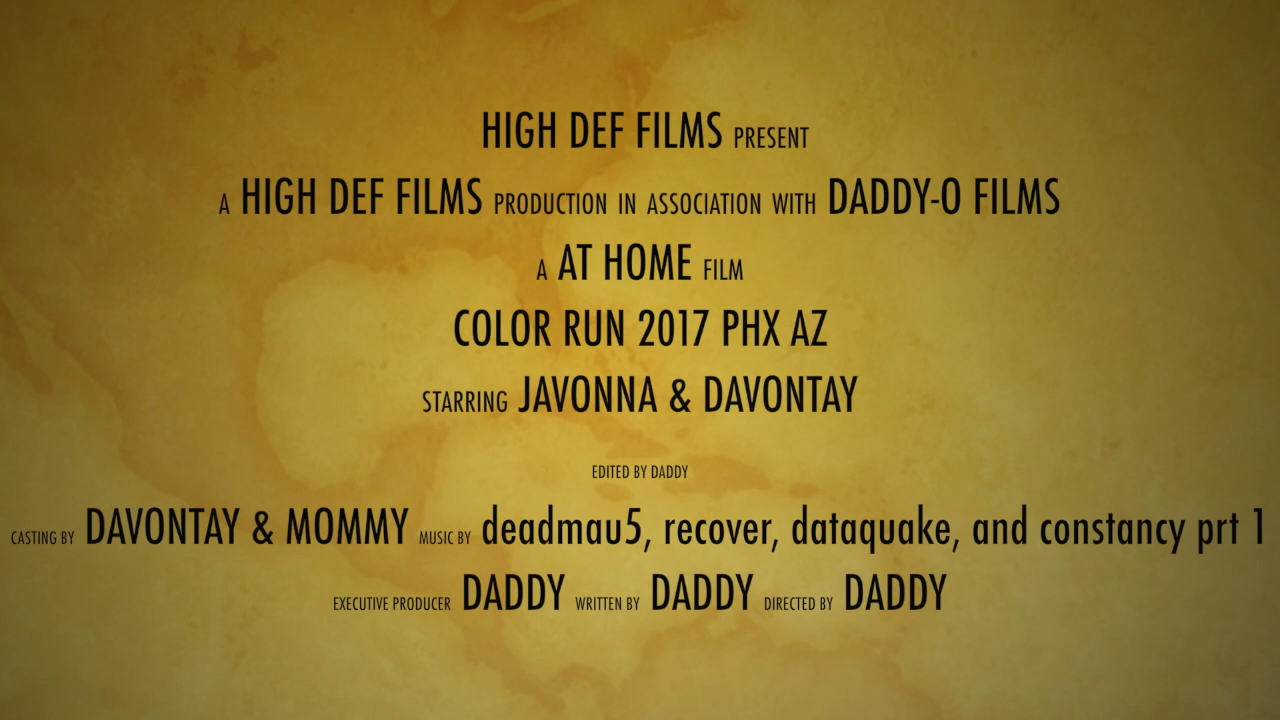 HIGH DEF FILMS PRESENT
A HIGH DEF FILMS PRODUCTION IN ASSOCIATION WITH DADDY-O FILMS
A AT HOME FILM
COLOR RUN 2017 PHX AZ
STARRING JAVONNA & DAVONTAY
EDITED BY DADDY
CASTING BY DAVONTAY & MOMMY MUSIC BY deadmau5, recover, dataquake, and constancy prt 1
EXECUTIVE PRODUCER DADDY WRITTEN BY DADDY DIRECTED BY DADDY